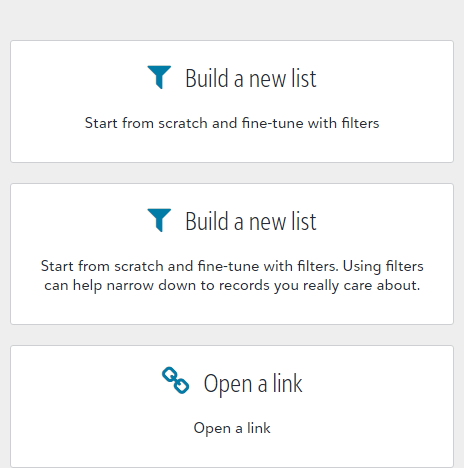 Build a new list
Start from scratch and fine-tune with filters
Build a new list
Start from scratch and fine-tune with filters. Using filters
can help narrow down to records you really care about.
Open a link
Open a link